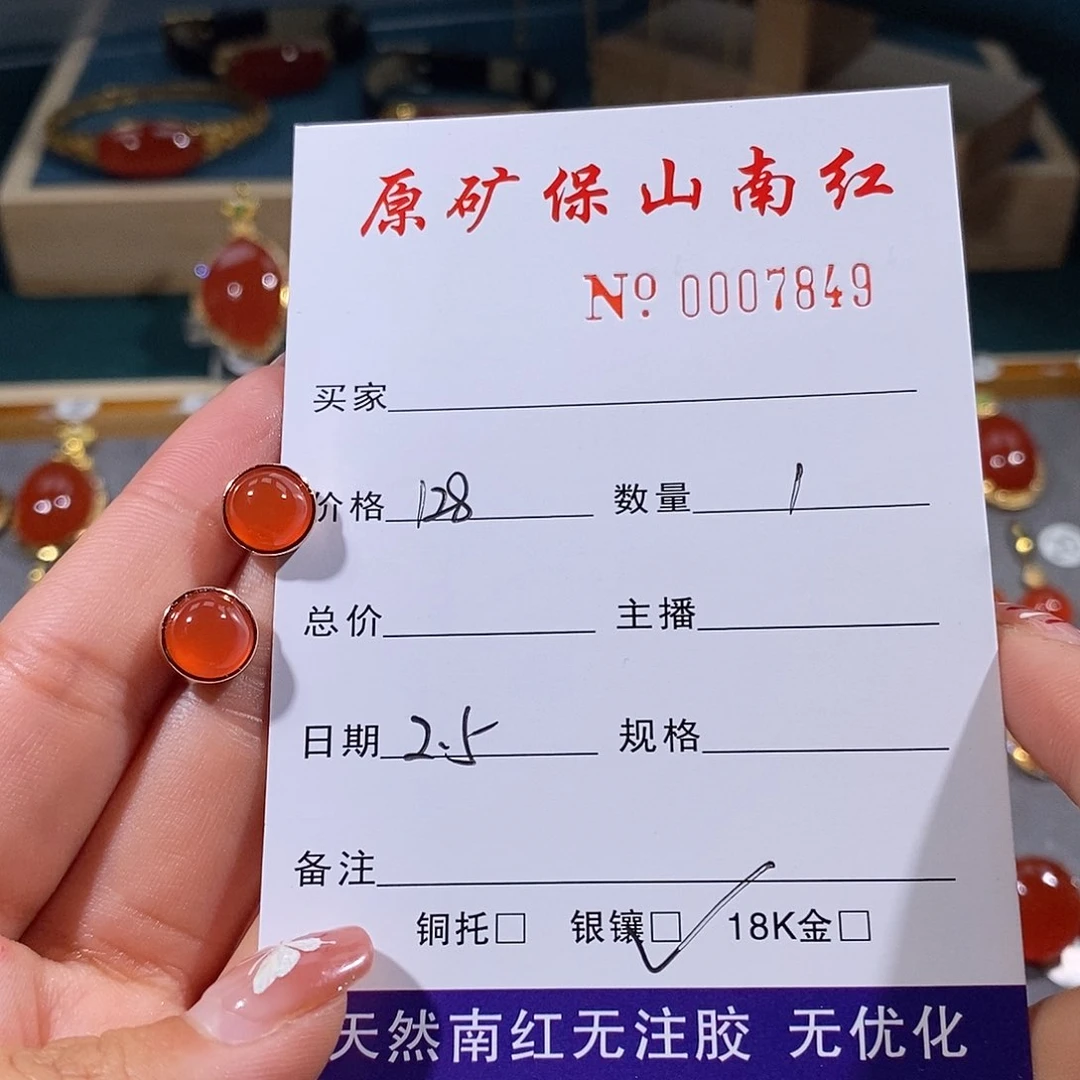 原矿保山南红
Nº 0007849
买家
价格 128 数量 1
总价 主播
日期 2.5 规格
备注
铜托□ 银镶□ 18K金□
天然南红无注胶 无优化